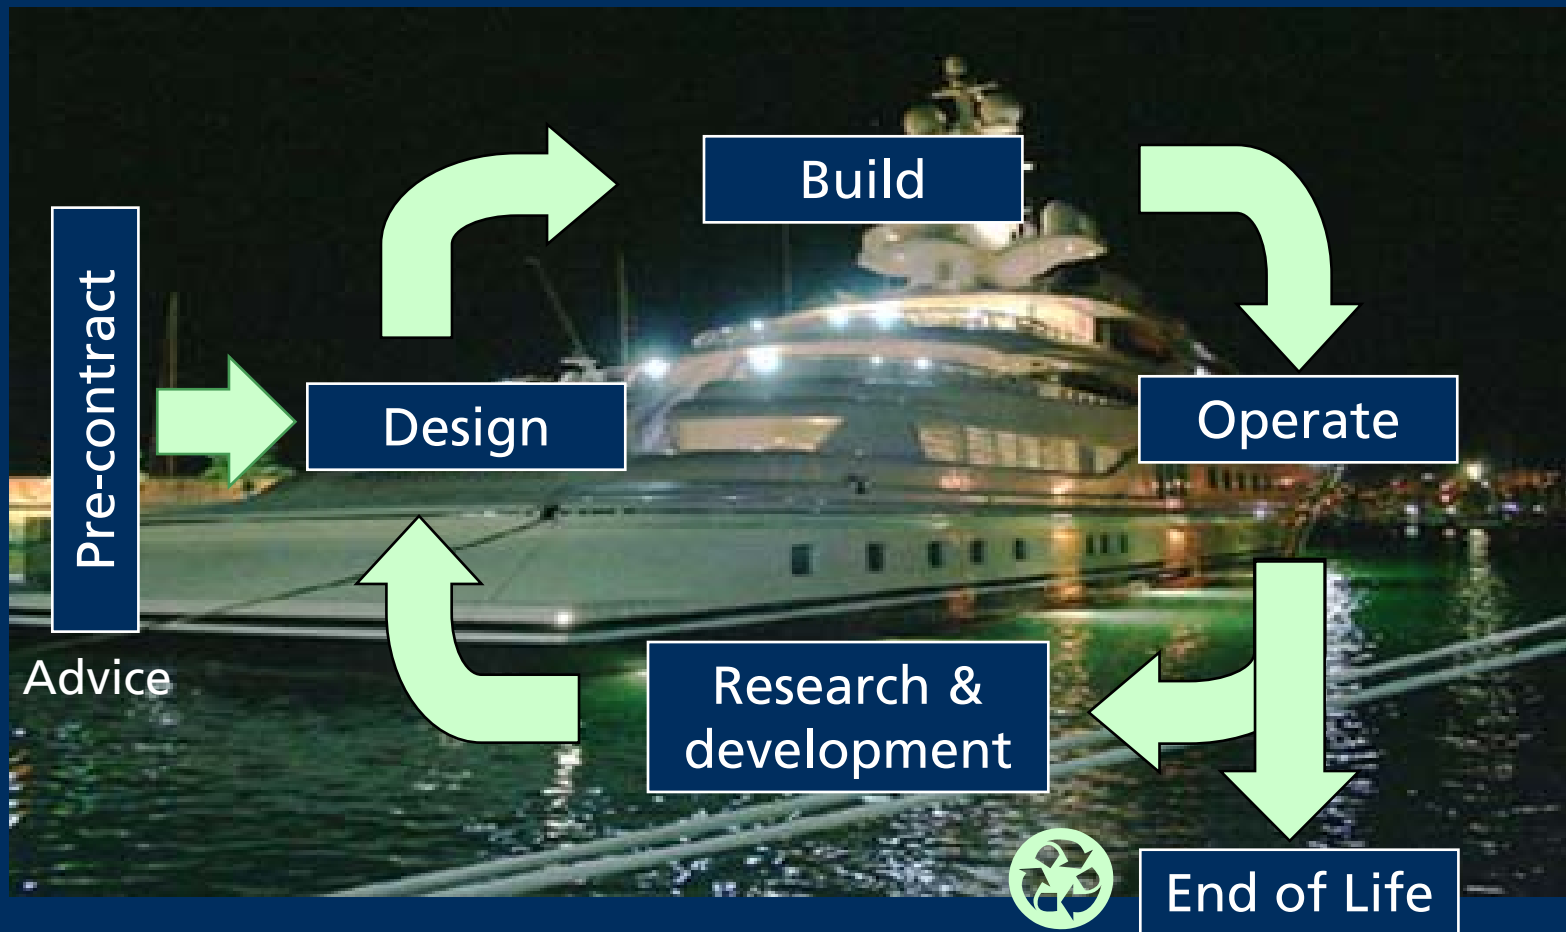 Build
Pre-contract
Design
Operate
Advice
Research &
development
End of Life